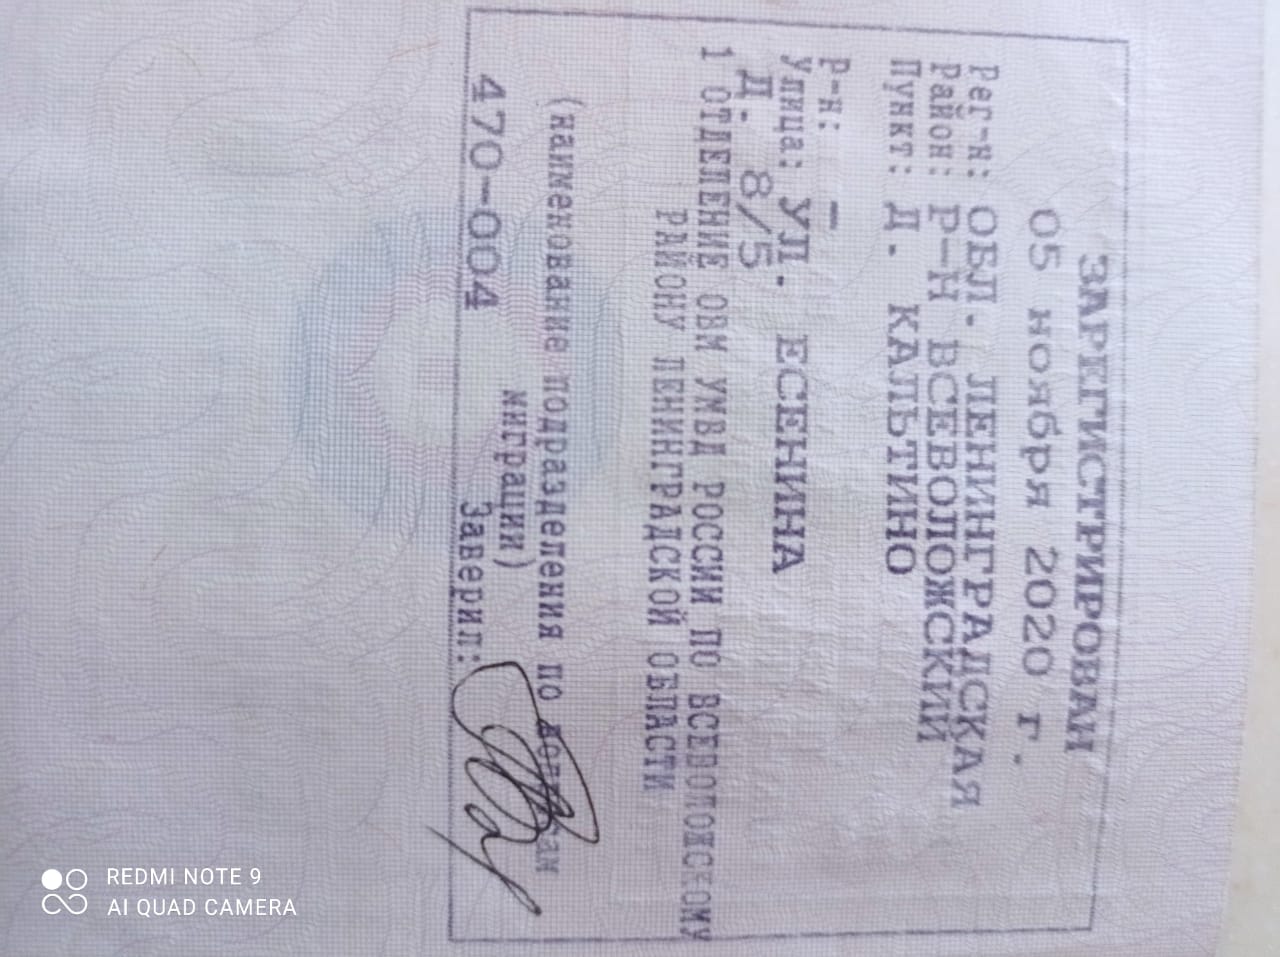 ЗАРЕГИСТРИРОВАН
05 ноября 2020 г.
Рег-н: ОБЛ. ЛЕНИНГРАДСКАЯ
Район: Р-Н ВСЕВОЛОЖСКИЙ
Пункт: Д. КАЛЬТИНО
Р-н: -
Улица: УЛ. ЕСЕНИНА
Д. 8/5
1 ОТДЕЛЕНИЕ ОВМ УМВД РОССИИ ПО ВСЕВОЛОЖСКОМУ
РАЙОНУ ЛЕНИНГРАДСКОЙ ОБЛАСТИ
(наименование подразделения по вопросам
миграции)
470-004 Заверил:
REDMI NOTE 9
AI QUAD CAMERA